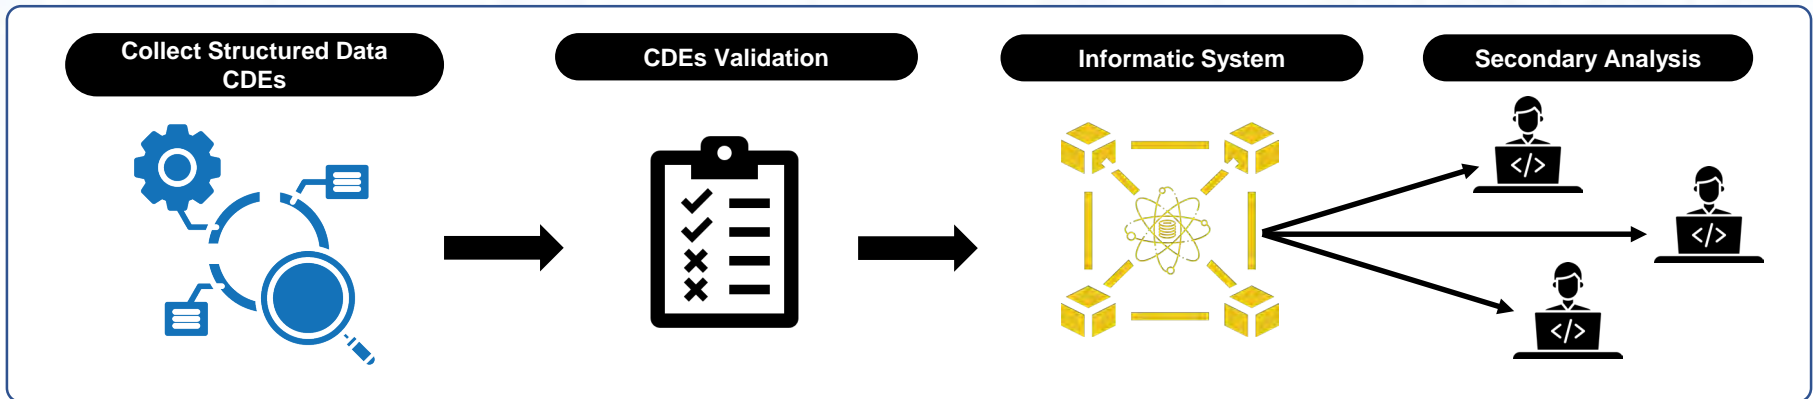 Collect Structured Data
CDEs
CDEs Validation
Informatic System
Secondary Analysis
</>
</>
</>